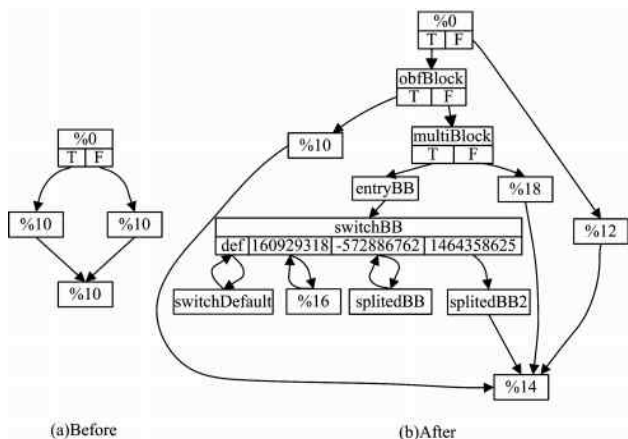 %0
T F
%10
%10
%10
(a)Before
%0
T F
obfBlock
T F
%10
multiBlock
T F
entryBB
%18
switchBB
%12
def 160929318 -572886762 1464358625
switchDefault
%16
splitedBB
splitedBB2
%14
(b)After